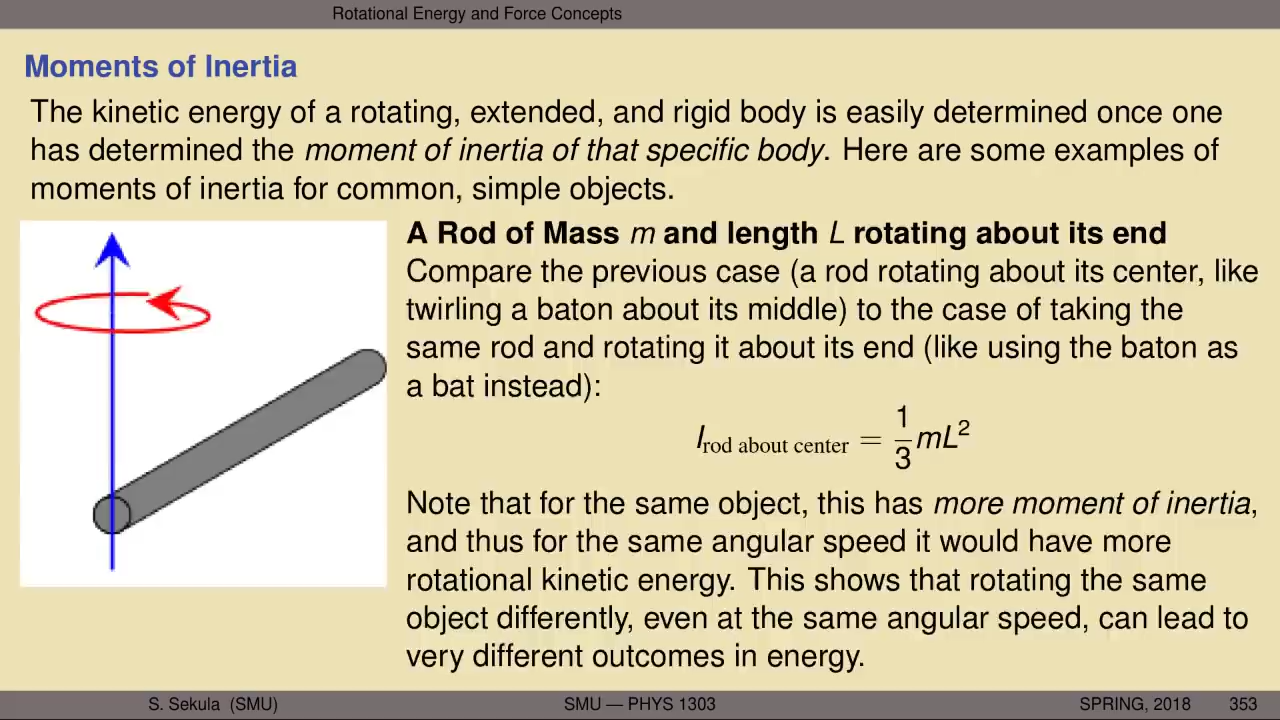 Rotational Energy and Force Concepts
Moments of Inertia
The kinetic energy of a rotating, extended, and rigid body is easily determined once one
has determined the moment of inertia of that specific body. Here are some examples of
moments of inertia for common, simple objects.
A Rod of Mass m and length L rotating about its end
Compare the previous case (a rod rotating about its center, like
twirling a baton about its middle) to the case of taking the
same rod and rotating it about its end (like using the baton as
a bat instead):
I_rod about center = 1/3 mL²
Note that for the same object, this has more moment of inertia,
and thus for the same angular speed it would have more
rotational kinetic energy. This shows that rotating the same
object differently, even at the same angular speed, can lead to
very different outcomes in energy.
S. Sekula (SMU) SMU — PHYS 1303 SPRING, 2018 353